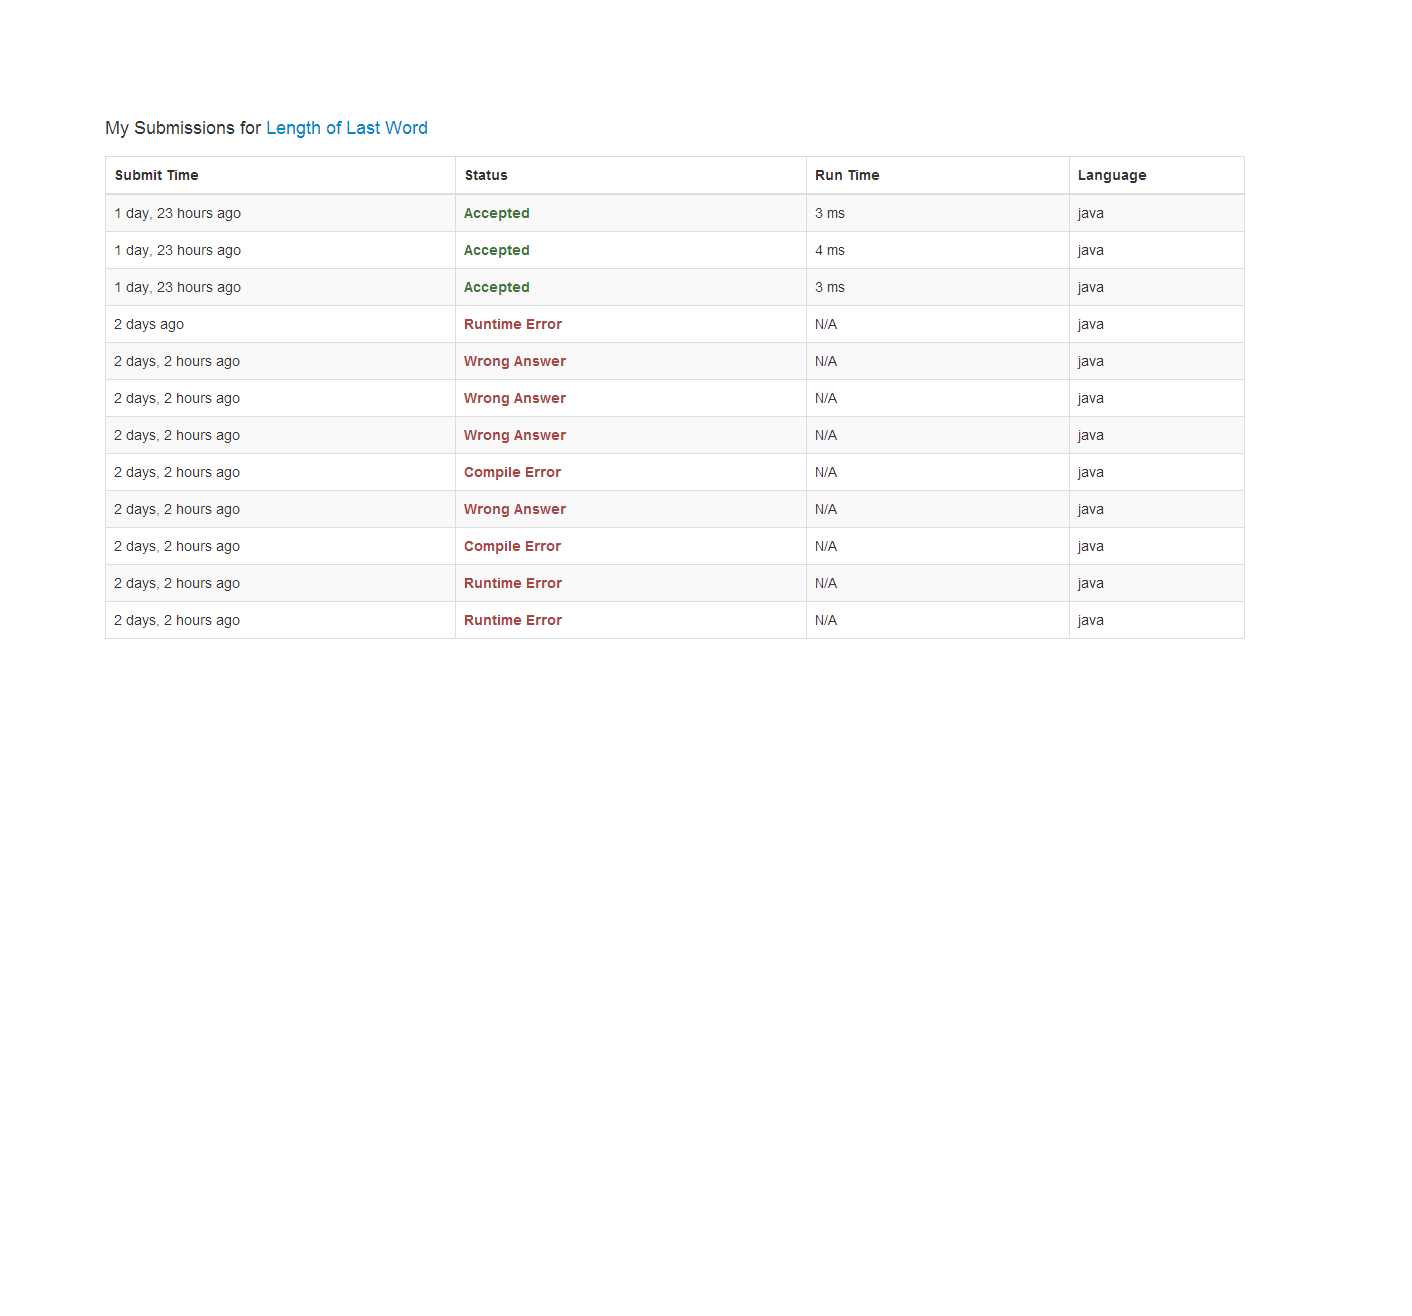 My Submissions for Length of Last Word
Submit Time Status Run Time Language
1 day, 23 hours ago Accepted 3 ms java
1 day, 23 hours ago Accepted 4 ms java
1 day, 23 hours ago Accepted 3 ms java
2 days ago Runtime Error N/A java
2 days, 2 hours ago Wrong Answer N/A java
2 days, 2 hours ago Wrong Answer N/A java
2 days, 2 hours ago Wrong Answer N/A java
2 days, 2 hours ago Compile Error N/A java
2 days, 2 hours ago Wrong Answer N/A java
2 days, 2 hours ago Compile Error N/A java
2 days, 2 hours ago Runtime Error N/A java
2 days, 2 hours ago Runtime Error N/A java